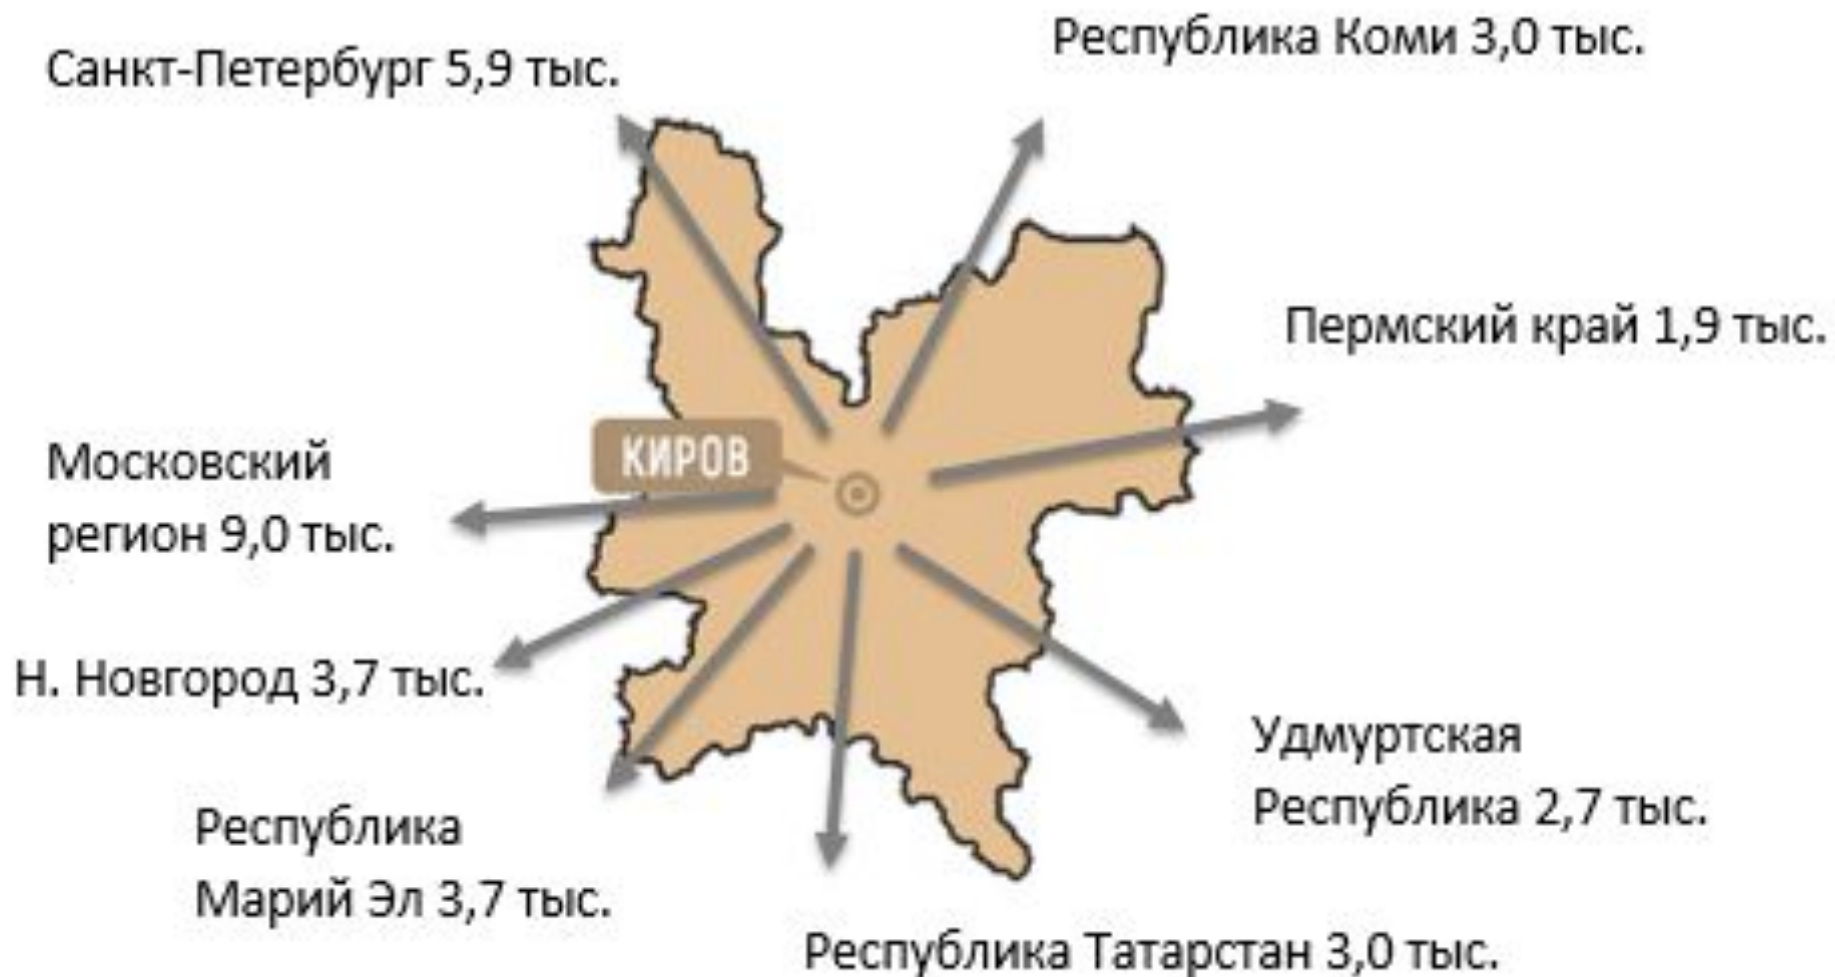 Санкт-Петербург 5,9 тыс.
Республика Коми 3,0 тыс.
Пермский край 1,9 тыс.
КИРОВ
Московский
регион 9,0 тыс.
Н. Новгород 3,7 тыс.
Удмуртская
Республика 2,7 тыс.
Республика
Марий Эл 3,7 тыс.
Республика Татарстан 3,0 тыс.